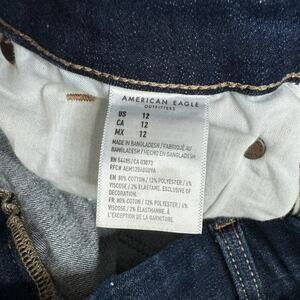 AMERICAN EAGLE
OUTFITTERS
US 12
CA 12
MX 12
MADE IN BANGLADESH / FABRIQUÉ AU
BANGLADESH / HECHO EN BANGLADESH
RN 54485 / CA 03873
EN 80% COTTON / 12% POLYESTER / 6%
VISCOSE / 2% ELASTANE. EXCLUSIVE OF
DECORATION.
FR 80% COTON / 12% POLYESTER / 6%
VISCOSE / 2% ÉLASTHANNE. À
L'EXCEPTION DE LA GARNITURE.